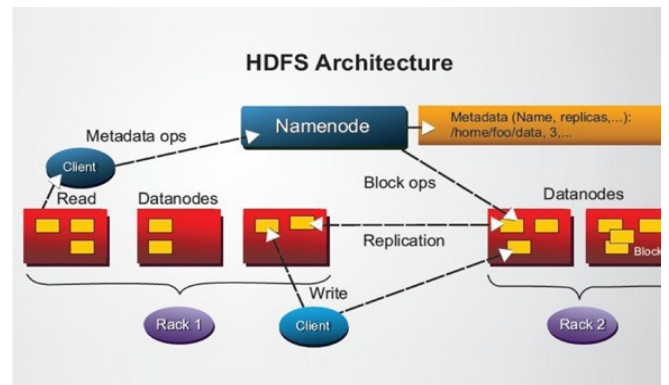 HDFS Architecture
Namenode
Metadata (Name, replicas,...):
/home/foo/data, 3,...
Metadata ops
Client
Block ops
Read
Datanodes
Datanodes
Replication
Block
Write
Rack 1
Client
Rack 2